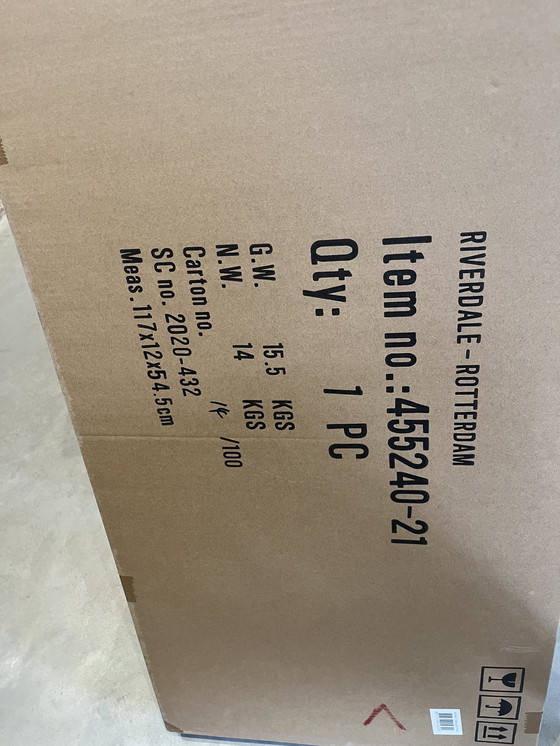 RIVERDALE-ROTTERDAM
Item no.:455240-21
Qty: 1 PC
G.W. 15.5 KGS
N.W. 14 KGS
Carton no. 14 /100
SC no. 2020-432
Meas.117x12x54.5cm